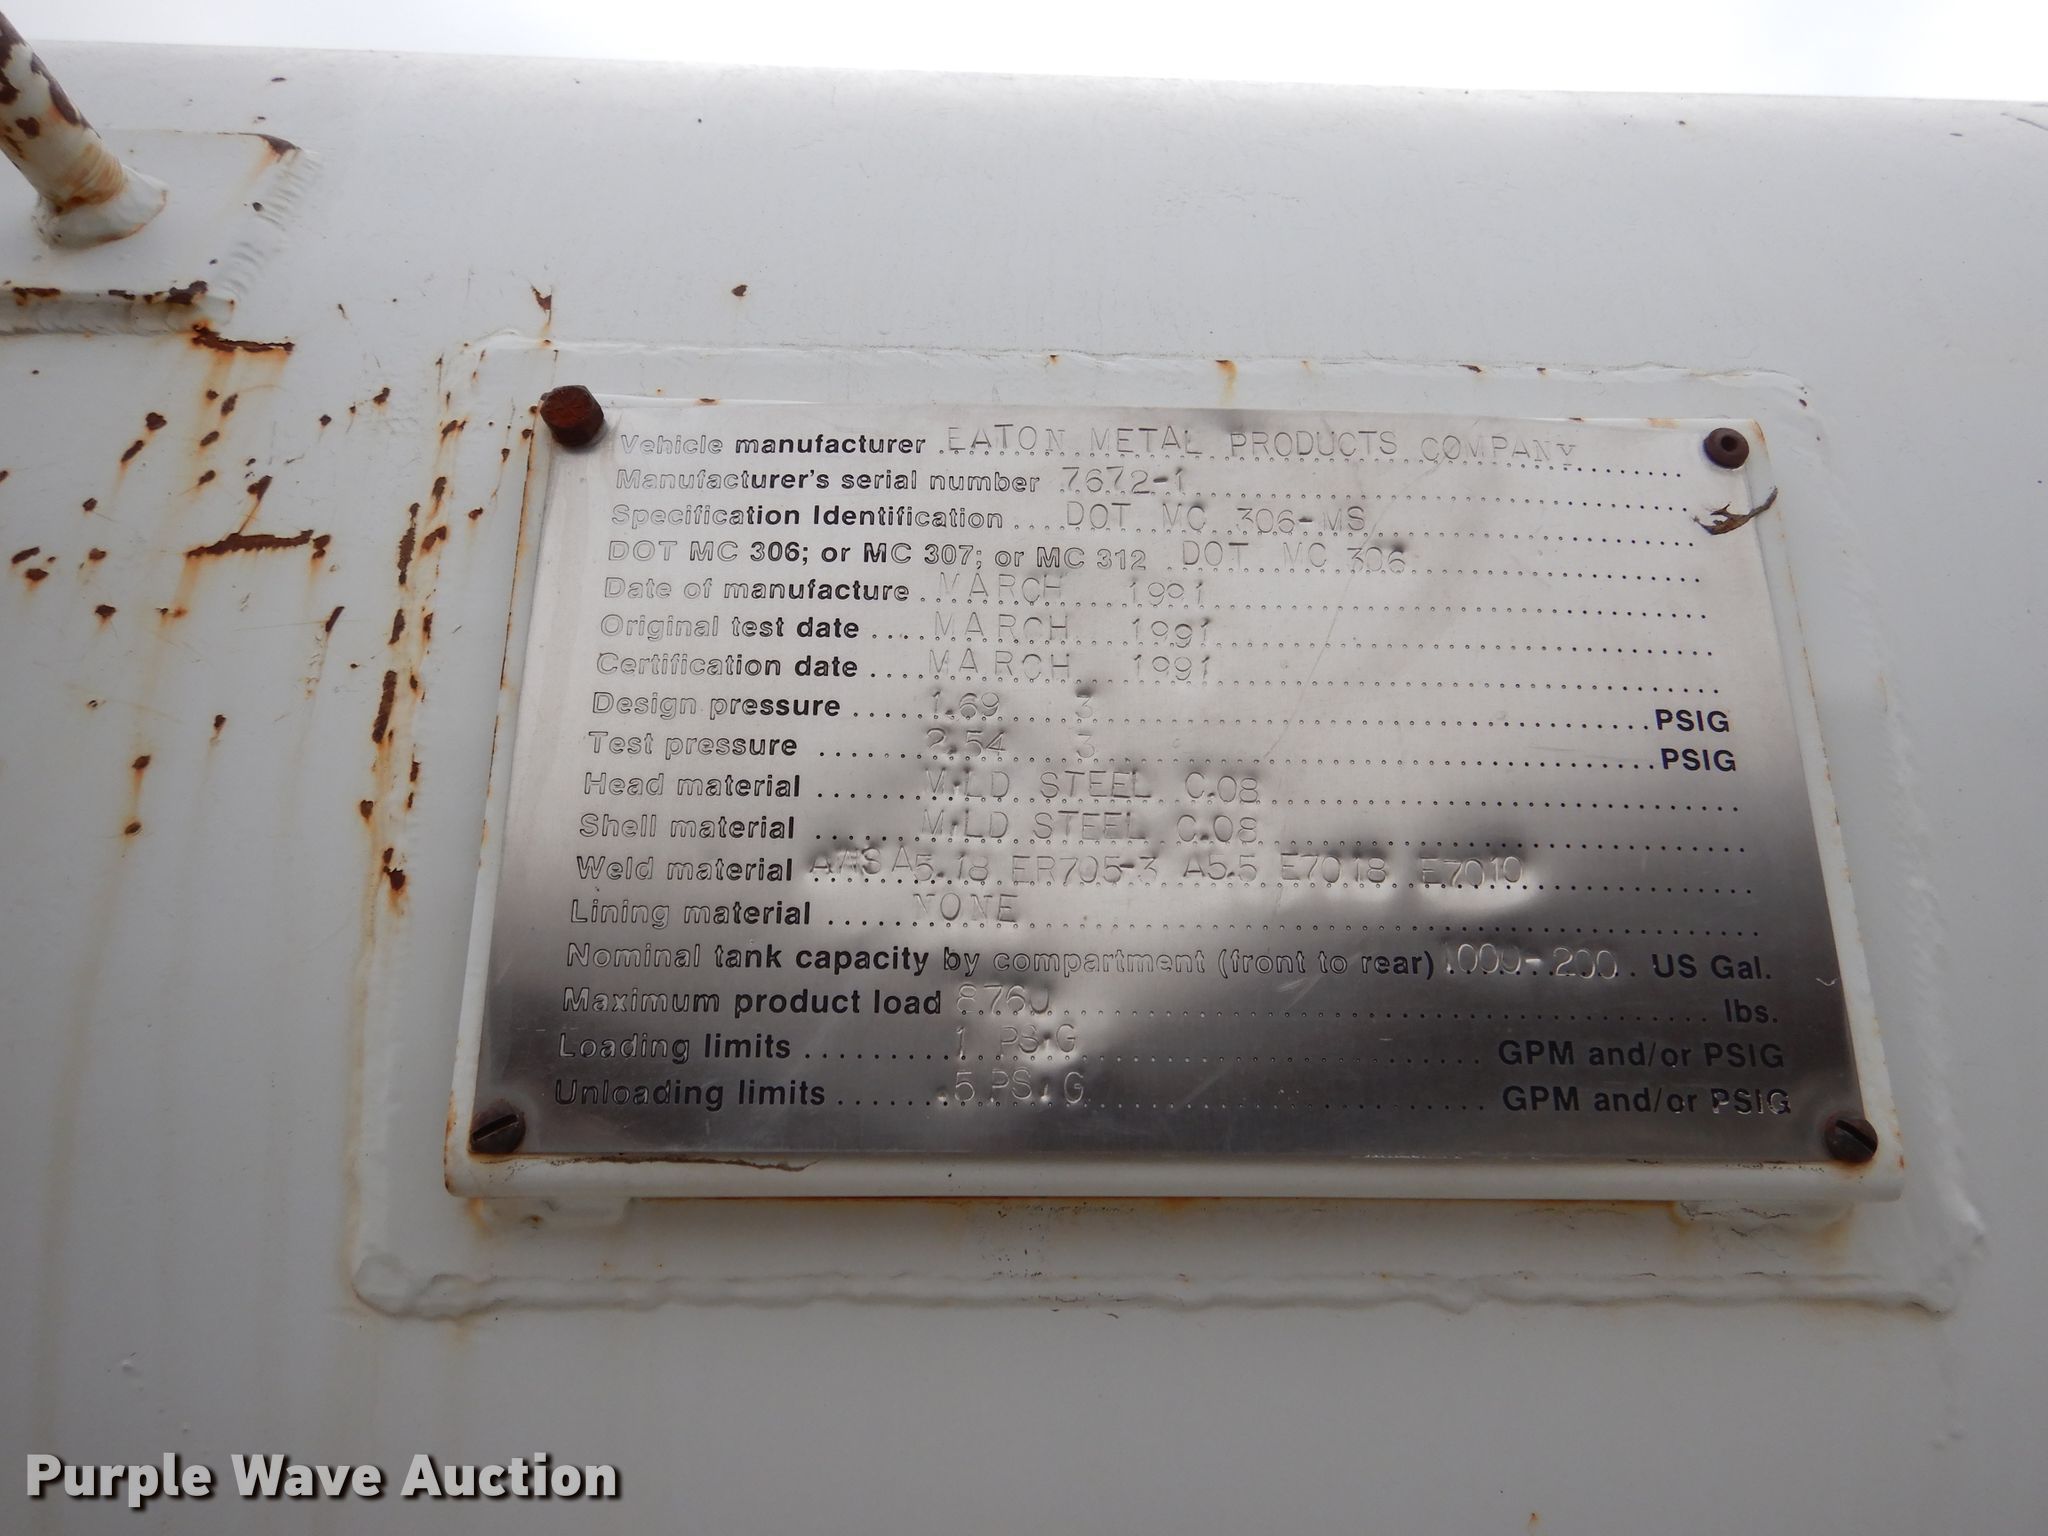 Vehicle manufacturer EATON METAL PRODUCTS COMPANY
Manufacturer's serial number 7672-1
Specification Identification .... DOT MC 306-MS
DOT MC 306; or MC 307; or MC 312 . DOT MC 306
Date of manufacture . MARCH 1991
Original test date .... MARCH 1991
Certification date .... MARCH 1991
Design pressure ..... 1.69 3 PSIG
Test pressure ...... 2.54 3 PSIG
Head material ....... MILD STEEL C.08
Shell material ...... MILD STEEL C.08
Weld material A5.18 ER705-3 A5.5 E7018 E7010
Lining material ...... NONE
Nominal tank capacity by compartment (front to rear) 1000-200 . US Gal.
Maximum product load 8760 lbs.
Loading limits .......... 1 PSIG GPM and/or PSIG
Unloading limits ....... .5 PSIG GPM and/or PSIG
Purple Wave Auction